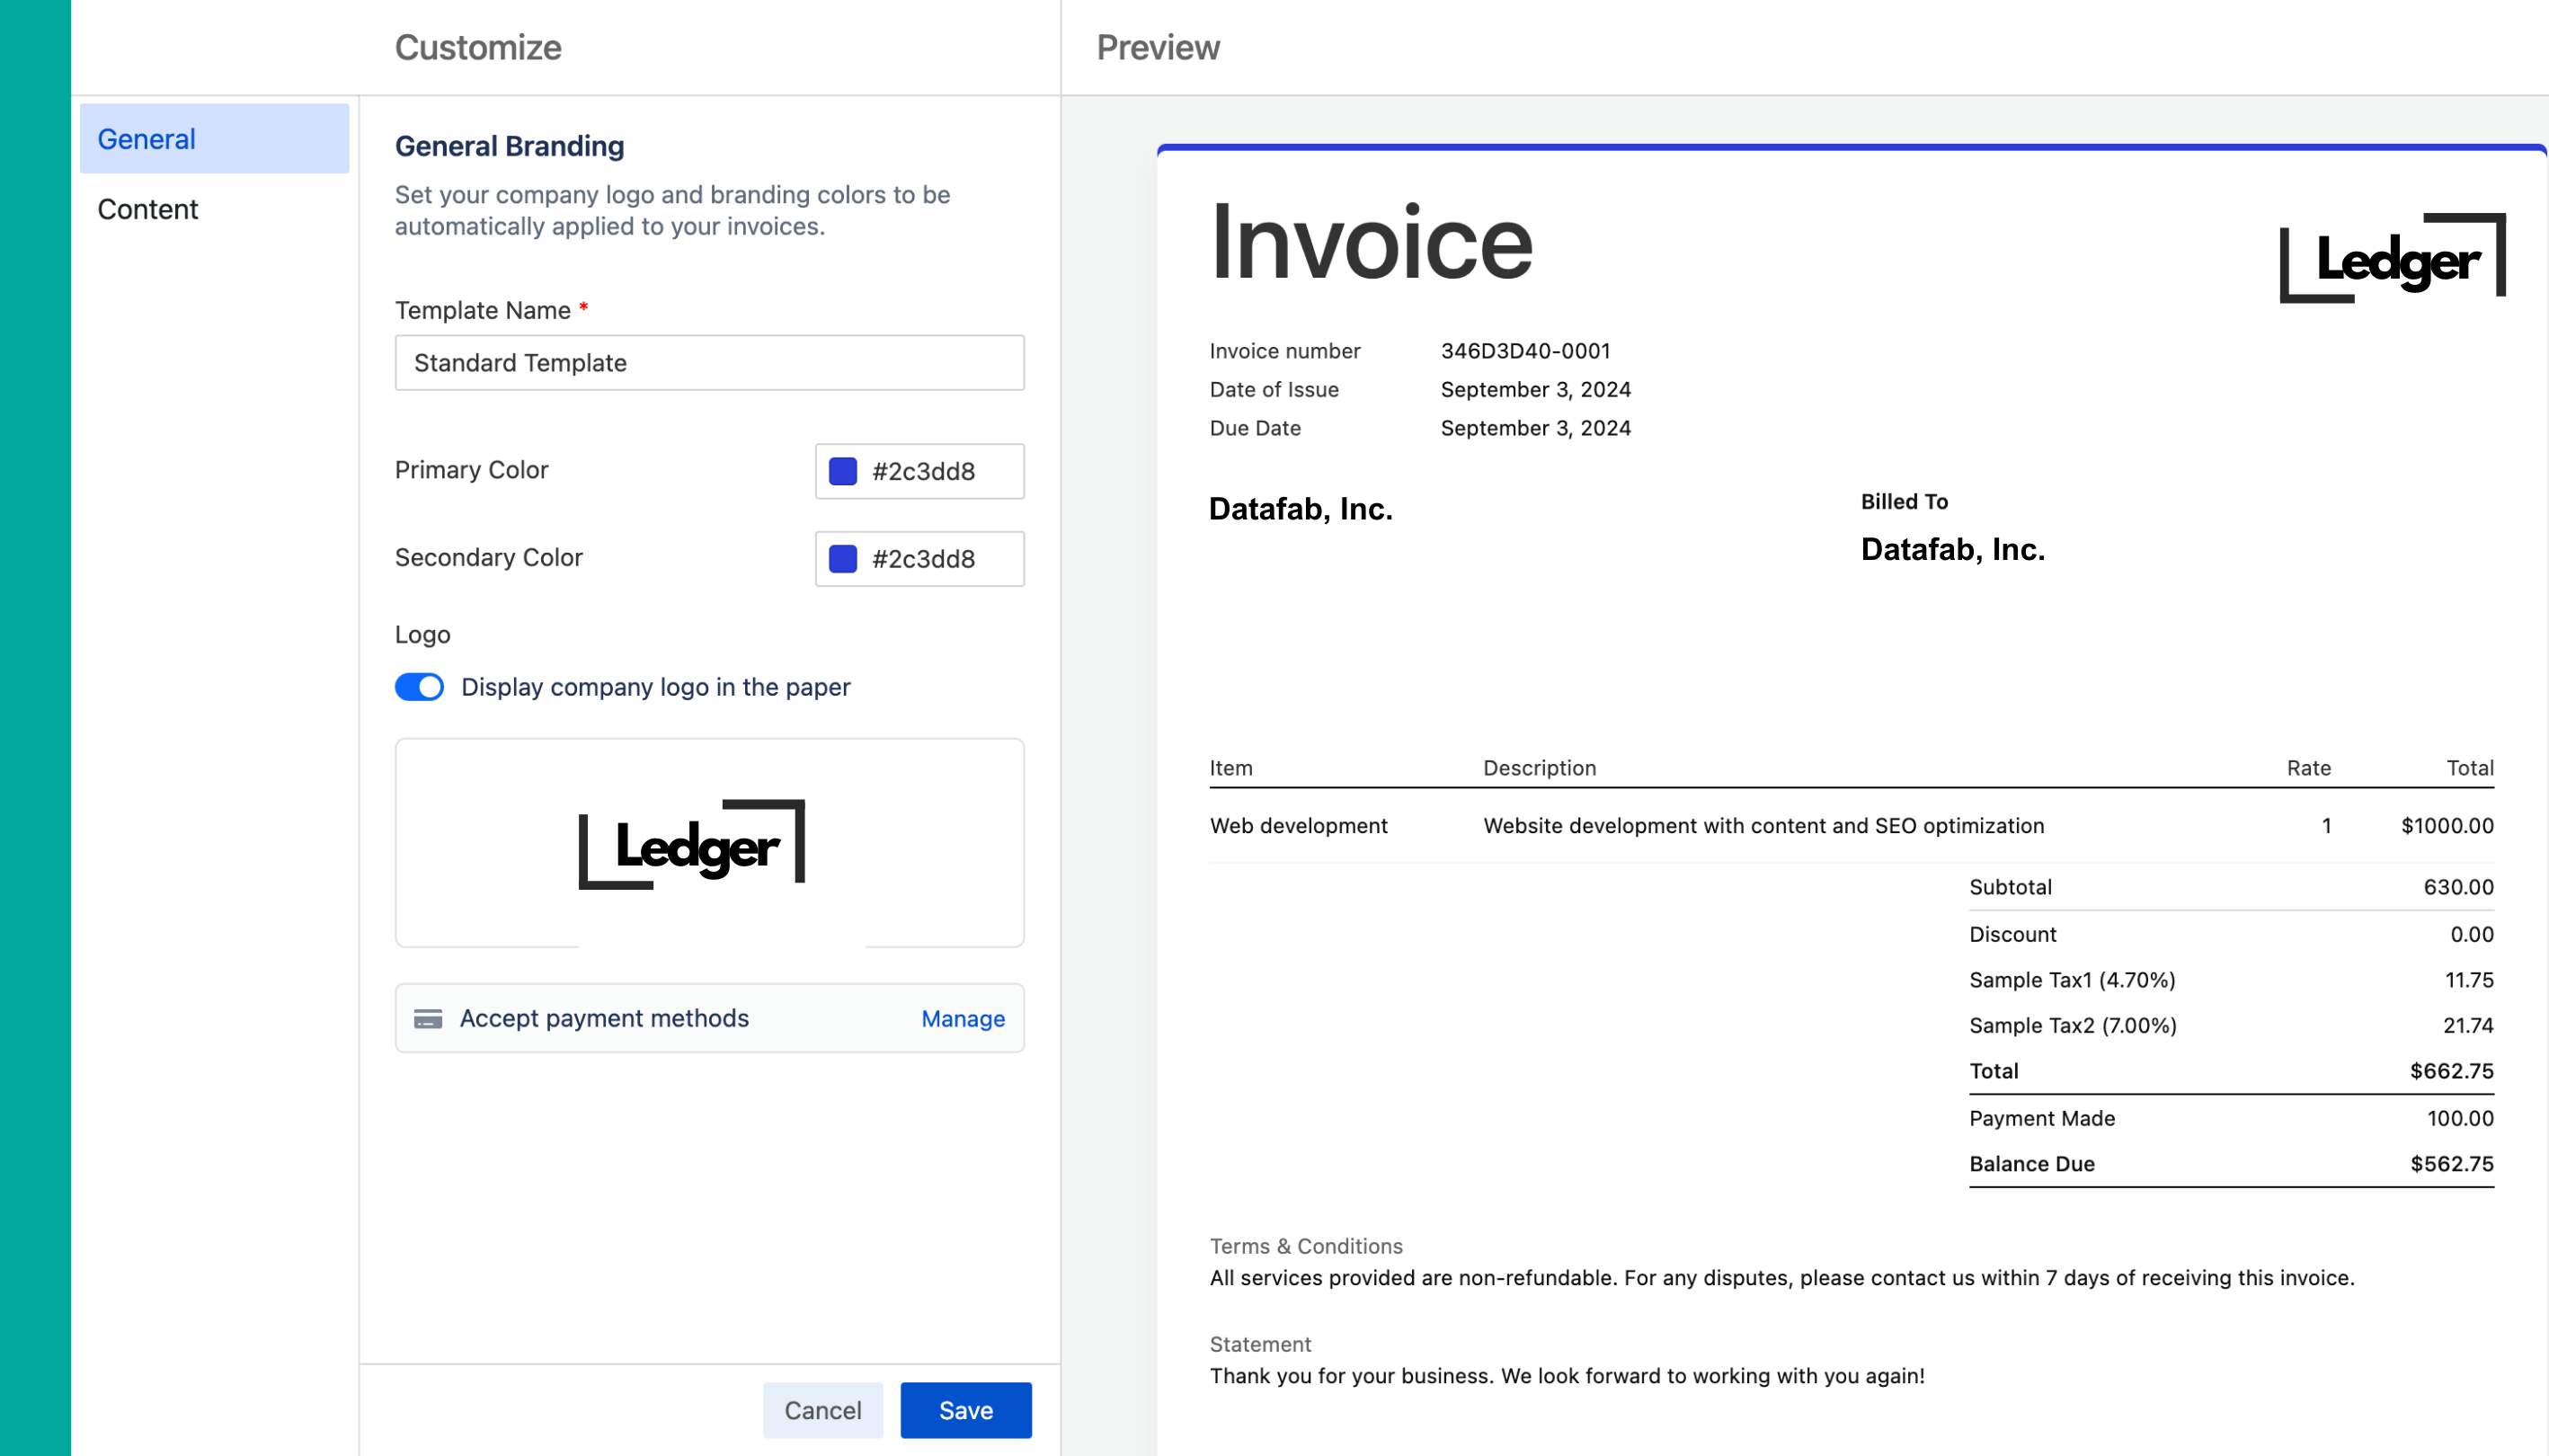 Customize
Preview
General
Content
General Branding
Set your company logo and branding colors to be
automatically applied to your invoices.
Template Name *
Standard Template
Primary Color #2c3dd8
Secondary Color #2c3dd8
Logo
Display company logo in the paper
Ledger
Accept payment methods Manage
Cancel Save
Invoice
Ledger
Invoice number 346D3D40-0001
Date of Issue September 3, 2024
Due Date September 3, 2024
Datafab, Inc.
Billed To
Datafab, Inc.
Item Description Rate Total
Web development Website development with content and SEO optimization 1 $1000.00
Subtotal 630.00
Discount 0.00
Sample Tax1 (4.70%) 11.75
Sample Tax2 (7.00%) 21.74
Total $662.75
Payment Made 100.00
Balance Due $562.75
Terms & Conditions
All services provided are non-refundable. For any disputes, please contact us within 7 days of receiving this invoice.
Statement
Thank you for your business. We look forward to working with you again!